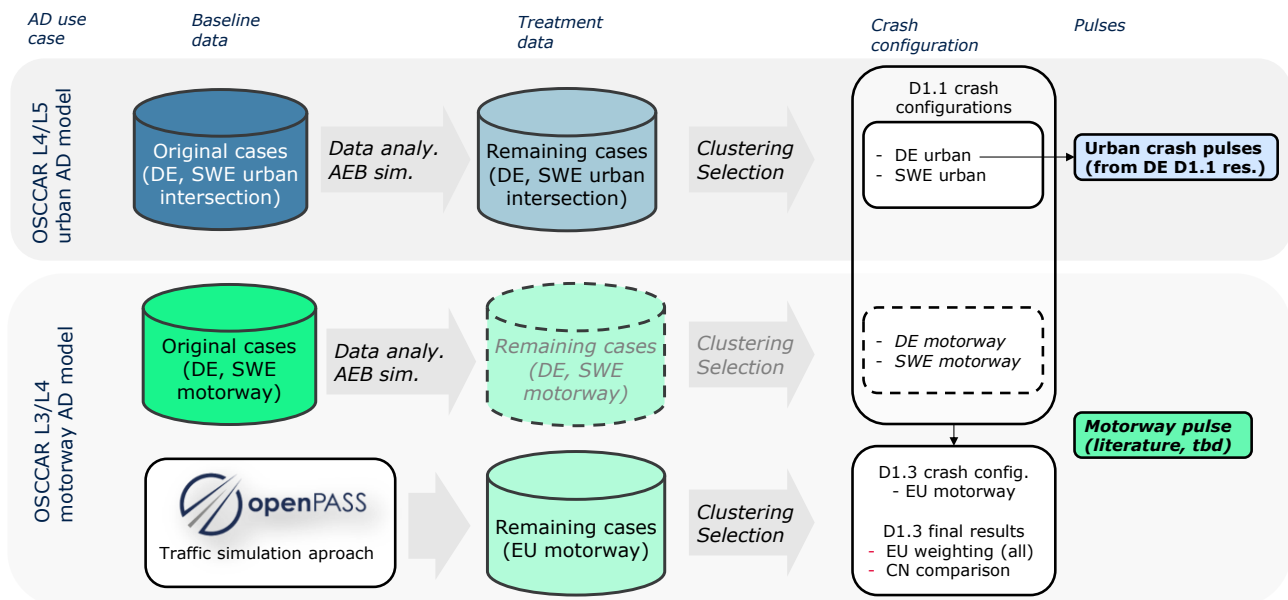 AD use
case
Baseline
data
Treatment
data
Crash
configuration
Pulses
OSCCAR L4/L5
urban AD model
Original cases
(DE, SWE urban
intersection)
Data analy.
AEB sim.
Remaining cases
(DE, SWE urban
intersection)
Clustering
Selection
D1.1 crash
configurations
- DE urban
- SWE urban
Urban crash pulses
(from DE D1.1 res.)
OSCCAR L3/L4
motorway AD model
Original cases
(DE, SWE
motorway)
Data analy.
AEB sim.
Remaining cases
(DE, SWE
motorway)
Clustering
Selection
- DE motorway
- SWE motorway
Motorway pulse
(literature, tbd)
openPASS
Traffic simulation aproach
Remaining cases
(EU motorway)
Clustering
Selection
D1.3 crash config.
- EU motorway
D1.3 final results
- EU weighting (all)
- CN comparison